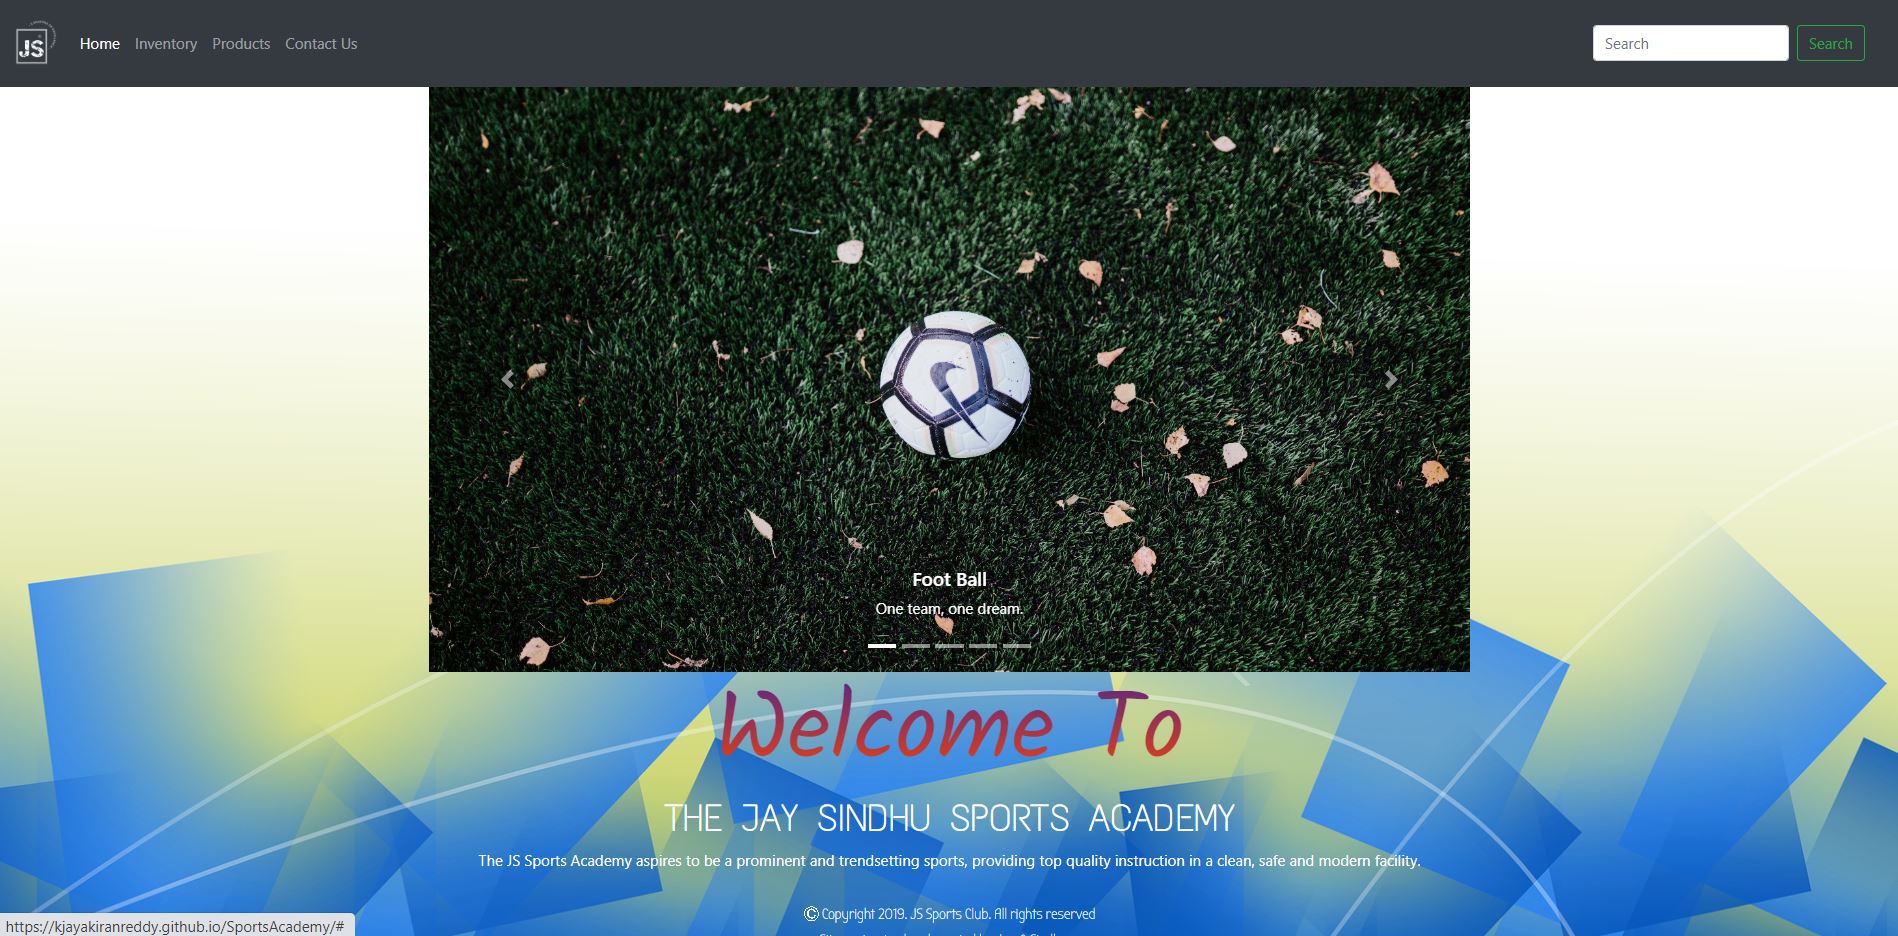 JS
Home Inventory Products Contact Us
Search Search
Foot Ball
One team, one dream.
Welcome To
THE JAY SINDHU SPORTS ACADEMY
The JS Sports Academy aspires to be a prominent and trendsetting sports, providing top quality instruction in a clean, safe and modern facility.
© Copyright 2019. JS Sports Club. All rights reserved
https://kjayakiranreddy.github.io/SportsAcademy/#